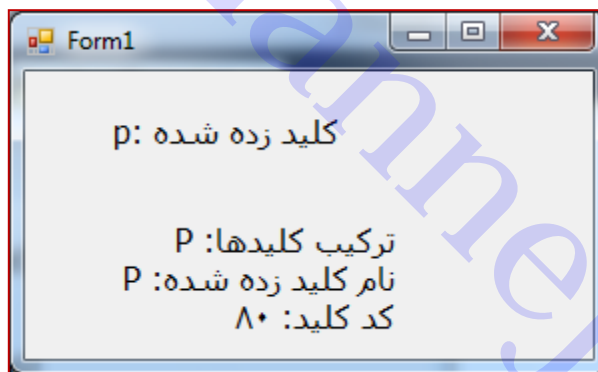 Form1
کلید زده شده :p
ترکیب کلیدها: P
نام کلید زده شده: P
کد کلید: ۸۰